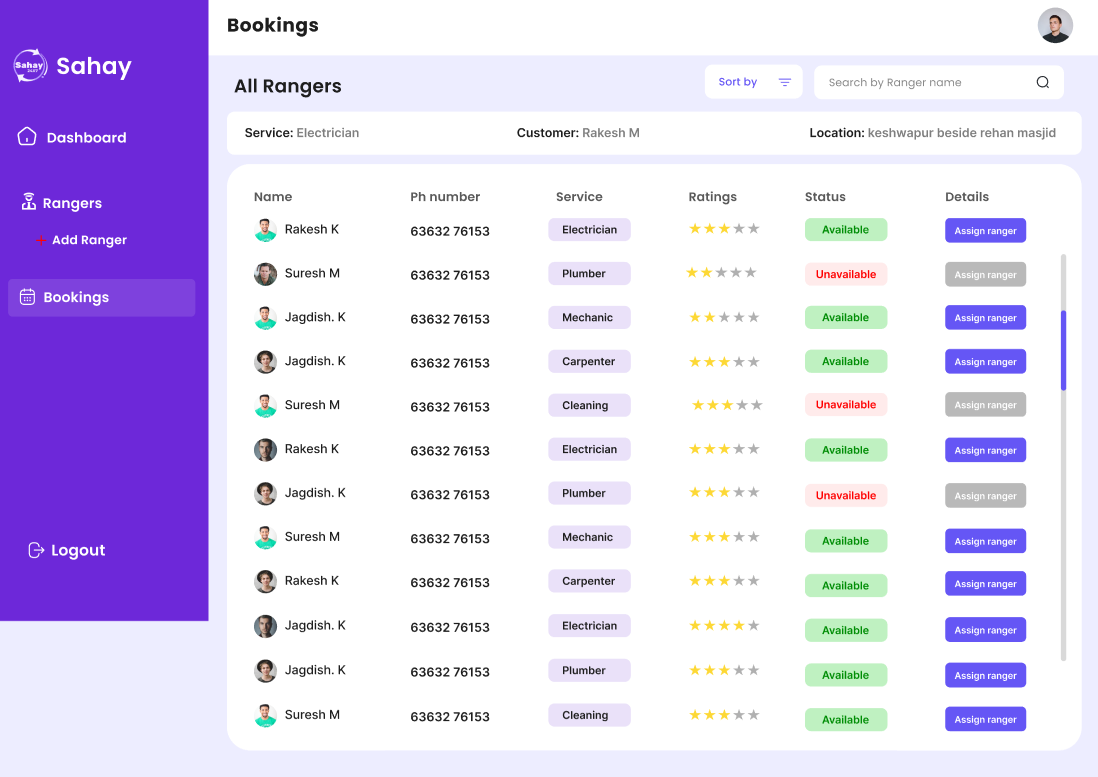 Bookings
Sahay
24X7
Sahay
Dashboard
Rangers
Add Ranger
Bookings
Logout
All Rangers
Sort by
Search by Ranger name
Service: Electrician Customer: Rakesh M Location: keshwapur beside rehan masjid
Name Ph number Service Ratings Status Details
Rakesh K 63632 76153 Electrician Available Assign ranger
Suresh M 63632 76153 Plumber Unavailable Assign ranger
Jagdish. K 63632 76153 Mechanic Available Assign ranger
Jagdish. K 63632 76153 Carpenter Available Assign ranger
Suresh M 63632 76153 Cleaning Unavailable Assign ranger
Rakesh K 63632 76153 Electrician Available Assign ranger
Jagdish. K 63632 76153 Plumber Unavailable Assign ranger
Suresh M 63632 76153 Mechanic Available Assign ranger
Rakesh K 63632 76153 Carpenter Available Assign ranger
Jagdish. K 63632 76153 Electrician Available Assign ranger
Jagdish. K 63632 76153 Plumber Available Assign ranger
Suresh M 63632 76153 Cleaning Available Assign ranger